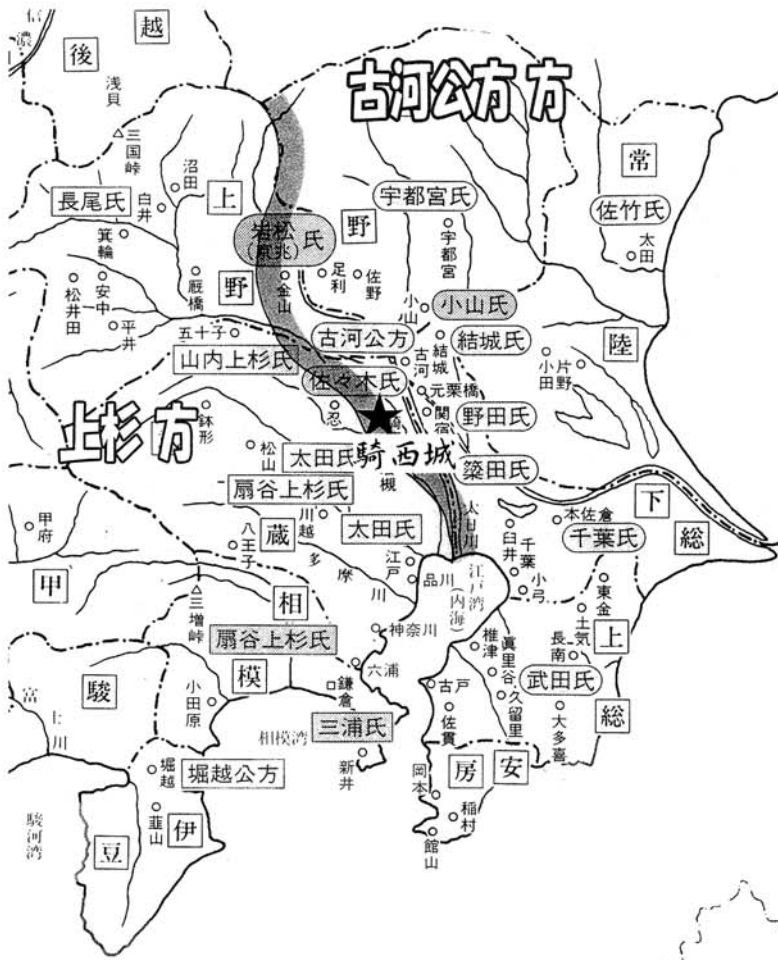 信濃
越
後
浅貝
古河公方方
三国峠
沼田
白井
長尾氏
上
野
箕輪
松井田
安中
平井
厩橋
岩松氏
(京兆)
金山
野
足利
佐野
宇都宮氏
宇都宮
常
佐竹氏
太田
陸
小山
小山氏
五十子
山内上杉氏
古河公方
古河
結城
結城氏
小田
片野
佐々木氏
忍
元栗橋
関宿
野田氏
上杉方
鉢形
松山
太田氏
騎西城
槻
簗田氏
扇谷上杉氏
川越
太田氏
蔵
八王子
多摩川
江戸
品川
太日川
江戸湾
(内海)
臼井
千葉
小弓
本佐倉
千葉氏
下
総
甲府
甲
三増峠
相
模
扇谷上杉氏
神奈川
六浦
鎌倉
三浦氏
新井
椎津
真里谷
久留里
東金
土気
長南
上
総
武田氏
大多喜
古戸
佐貫
富士川
駿
小田原
相模湾
堀越
堀越公方
韮山
伊
豆
駿河湾
岡本
房
安
稲村
館山